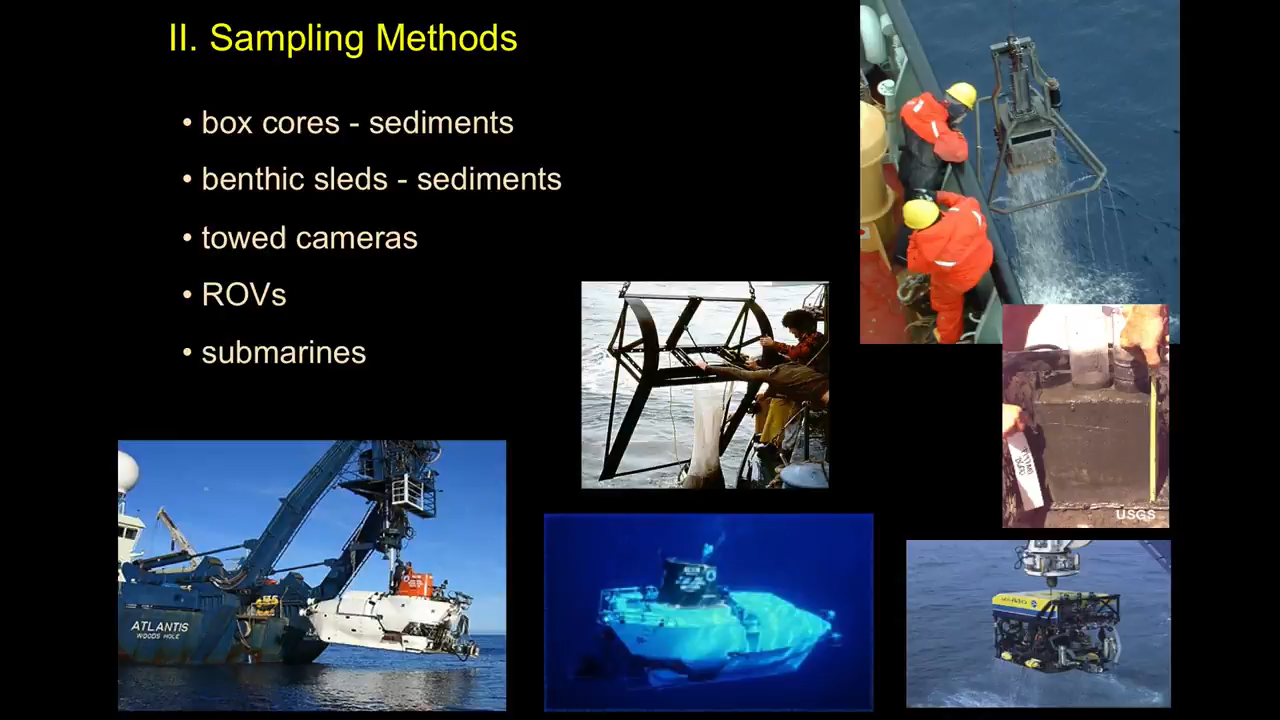 II. Sampling Methods
• box cores - sediments
• benthic sleds - sediments
• towed cameras
• ROVs
• submarines
USGS
ATLANTIS
WOODS HOLE